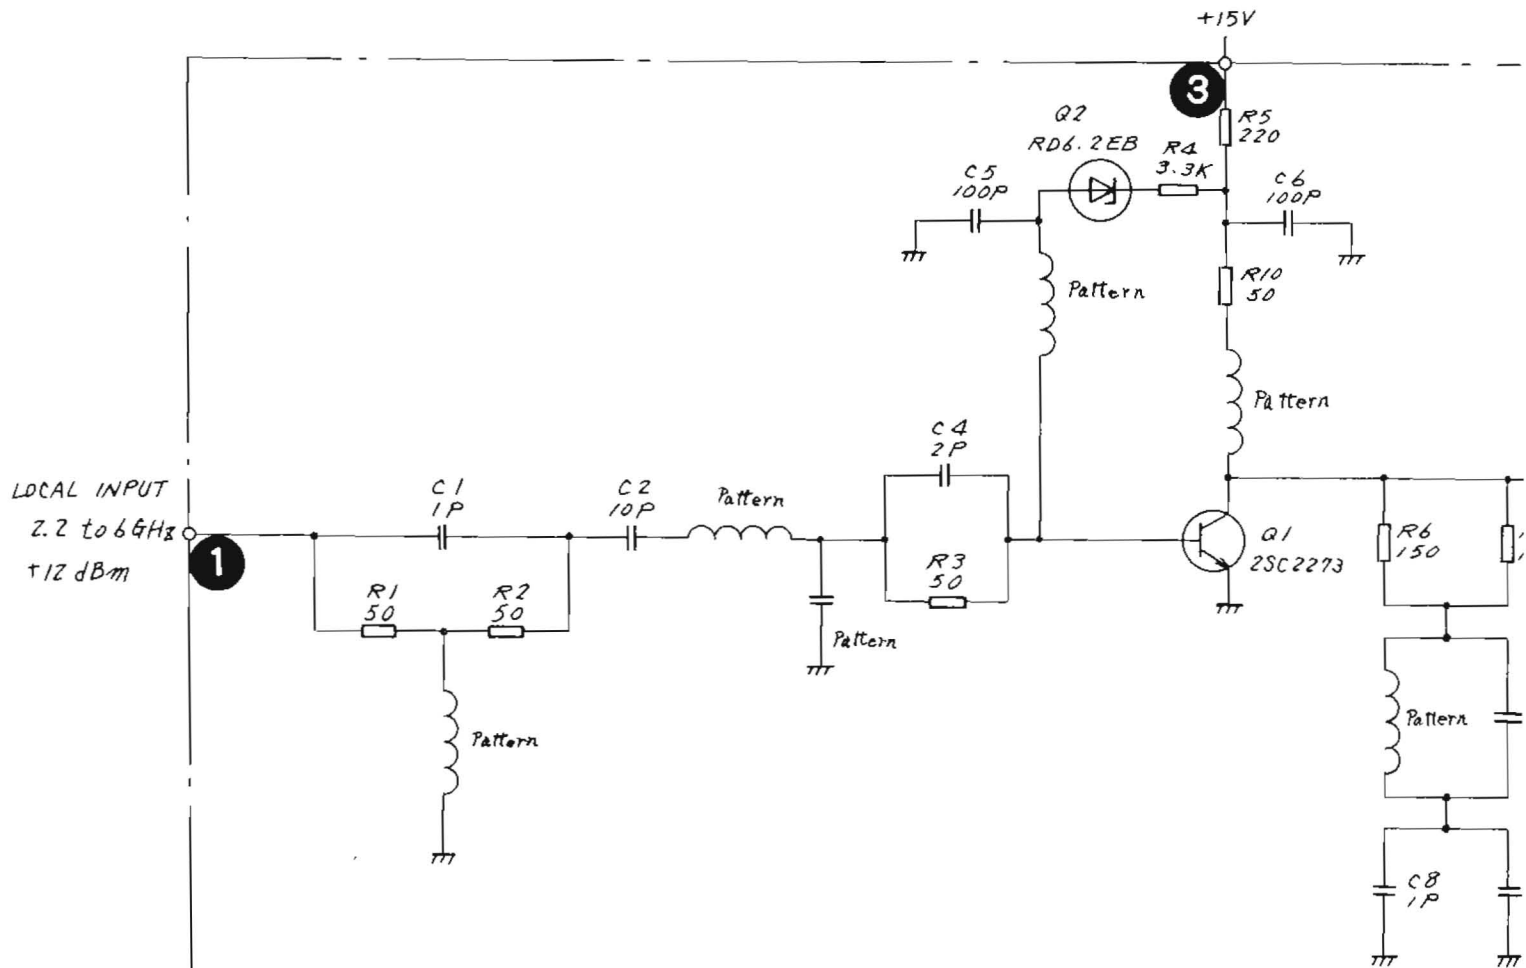 +15V
3
R5
220
Q2
RD6.2EB
R4
3.3K
C5
100P
C6
100P
Pattern
R10
50
Pattern
C4
2P
LOCAL INPUT
2.2 to 6GHz
+12 dBm
1
C1
1P
C2
10P
Pattern
R3
50
Q1
2SC2273
R6
150
R1
50
R2
50
Pattern
Pattern
Pattern
C8
1P